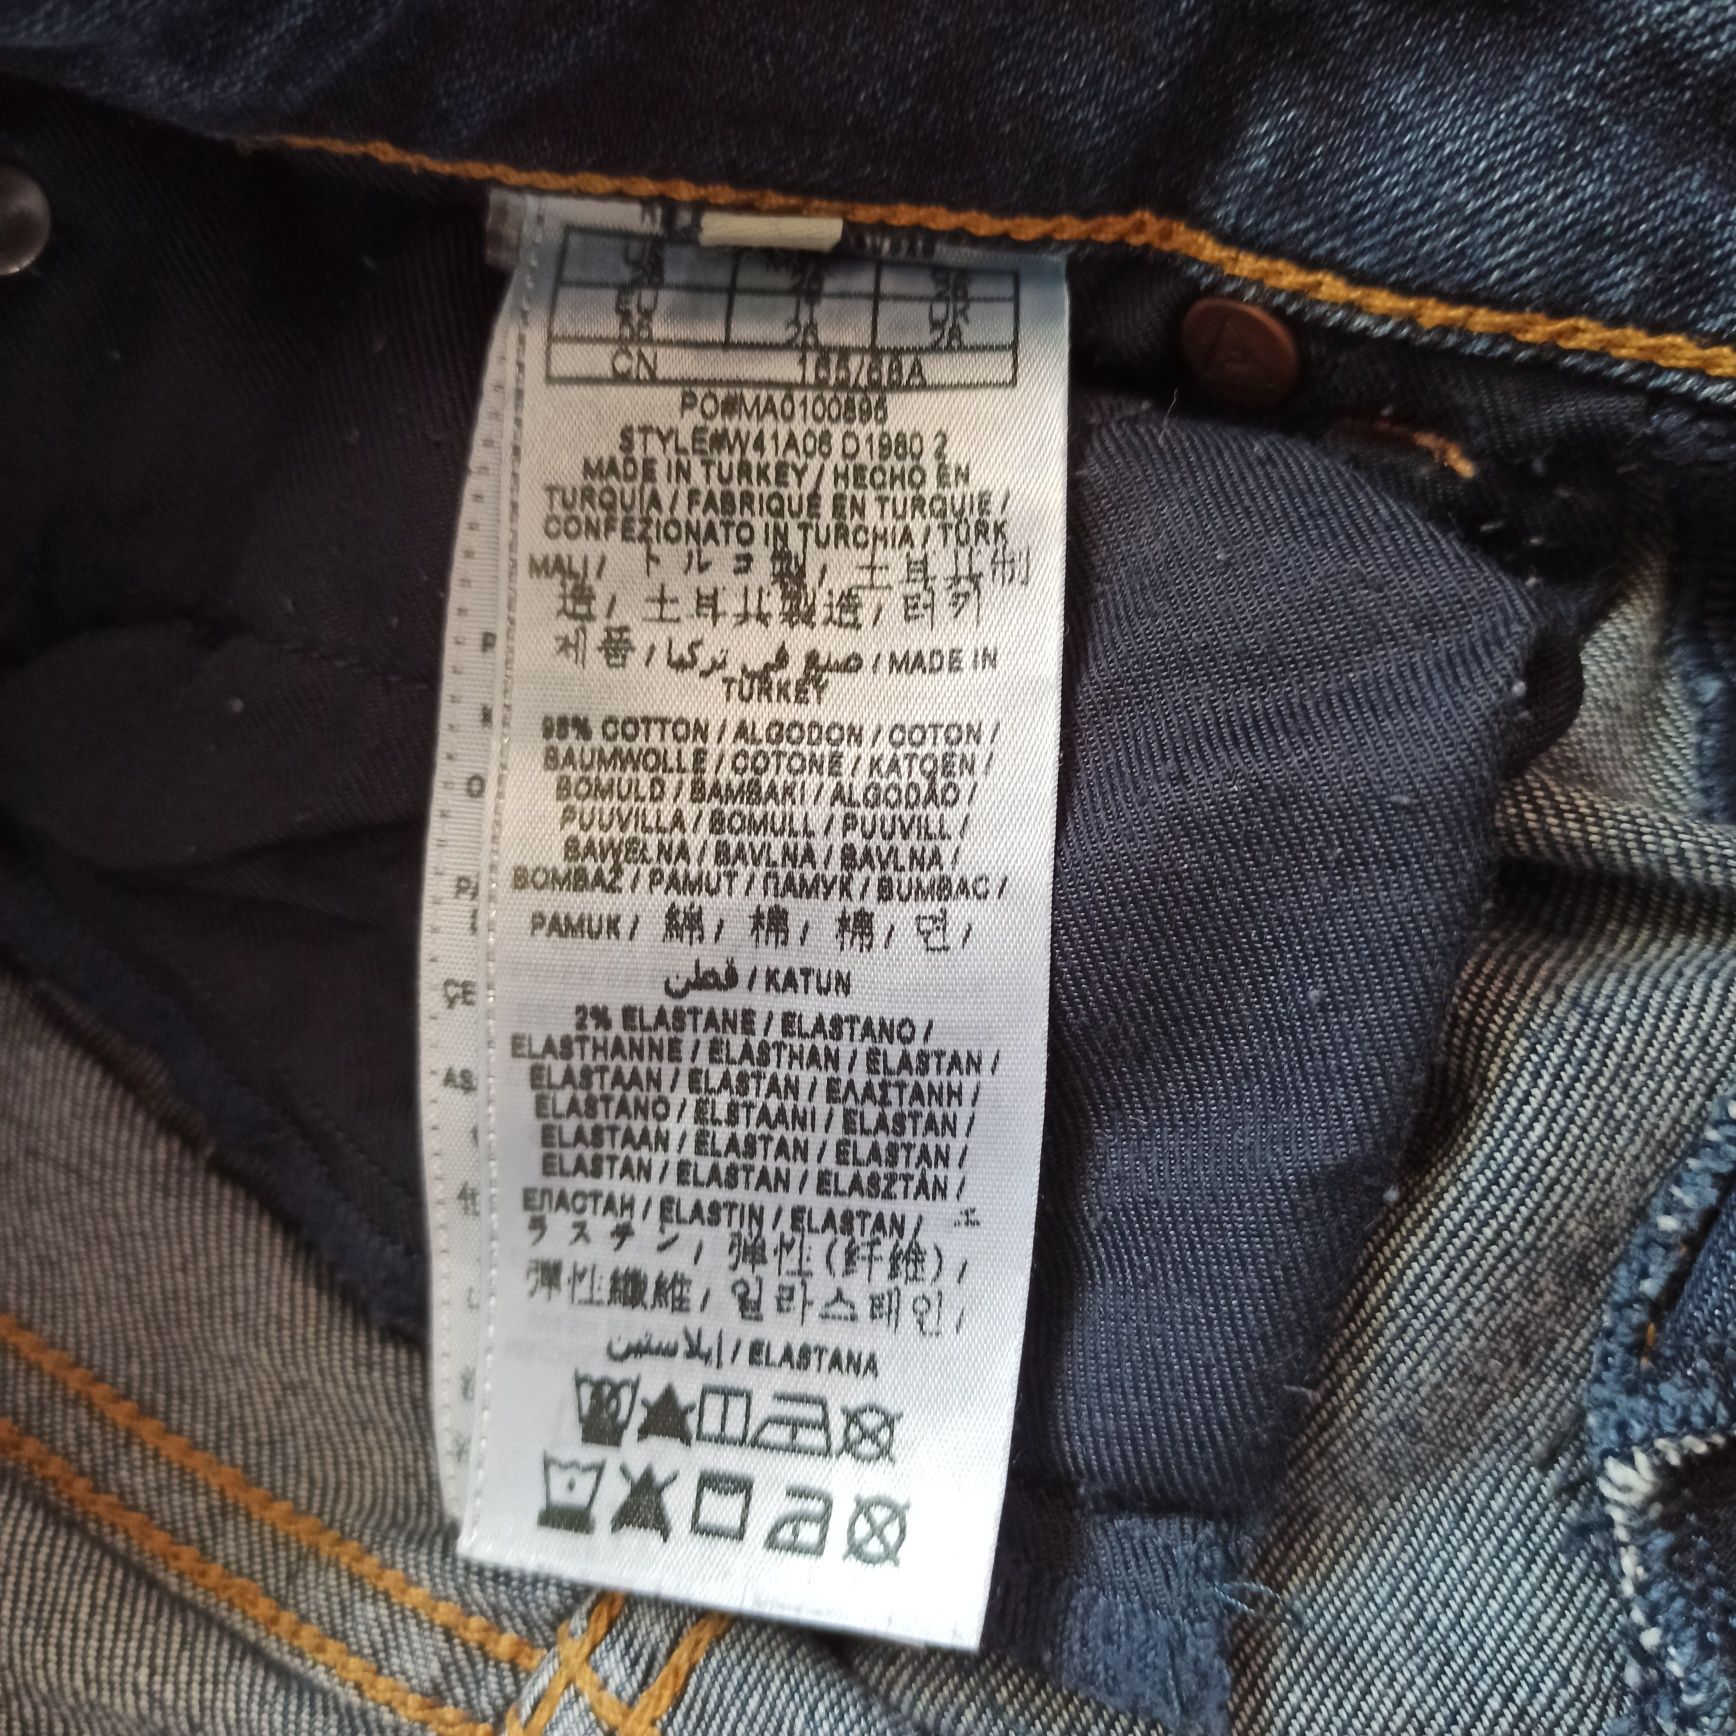 CN 165/66A
PO#MA0100895
STYLE#W41A06 D1980 2
MADE IN TURKEY / HECHO EN
TURQUÍA / FABRIQUÉ EN TURQUIE /
CONFEZIONATO IN TURCHIA / TÜRK
MALI / トルコ製 / 土耳其制
造 / 土耳其製造 / 터키
제품 / صنع في تركيا / MADE IN
TURKEY
98% COTTON / ALGODON / COTON /
BAUMWOLLE / COTONE / KATOEN /
BOMULD / BAMBAKI / ALGODÃO /
PUUVILLA / BOMULL / PUUVILL /
BAWEŁNA / BAVLNA / BAVLNA /
BOMBAŽ / PAMUT / ПАМУК / BUMBAC /
PAMUK / 綿 / 棉 / 棉 / 면 /
قطن / KATUN
2% ELASTANE / ELASTANO /
ELASTHANNE / ELASTHAN / ELASTAN /
ELASTAAN / ELASTAN / ΕΛΑΣΤΑΝΗ /
ELASTANO / ELSTAANI / ELASTAN /
ELASTAAN / ELASTAN / ELASTAN /
ELASTAN / ELASTAN / ELASZTÁN /
ЕЛАСТАН / ELASTIN / ELASTAN / エ
ラスチン / 弹性(纤维) /
彈性纖維 / 엘라스테인 /
إيلاستين / ELASTANA